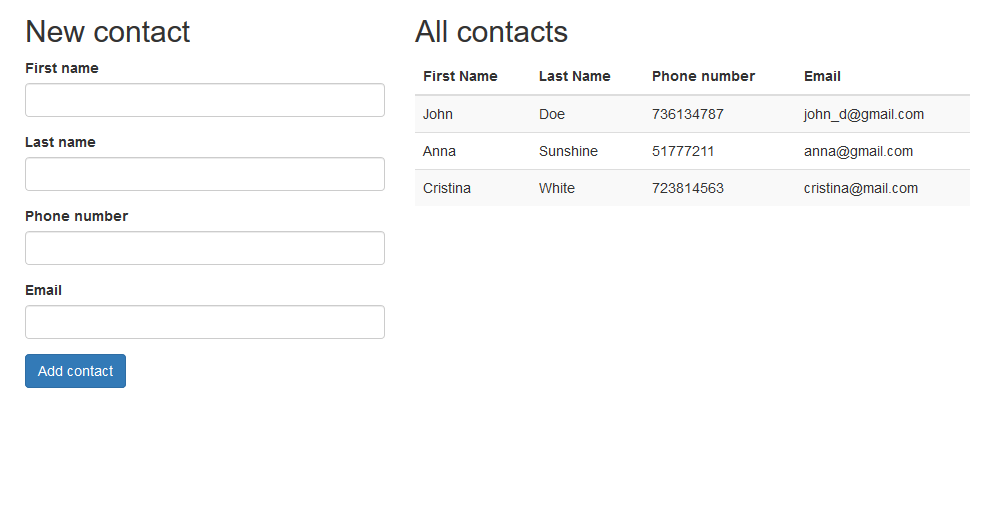 New contact
First name
Last name
Phone number
Email
Add contact
All contacts
First Name Last Name Phone number Email
John Doe 736134787 john_d@gmail.com
Anna Sunshine 51777211 anna@gmail.com
Cristina White 723814563 cristina@mail.com